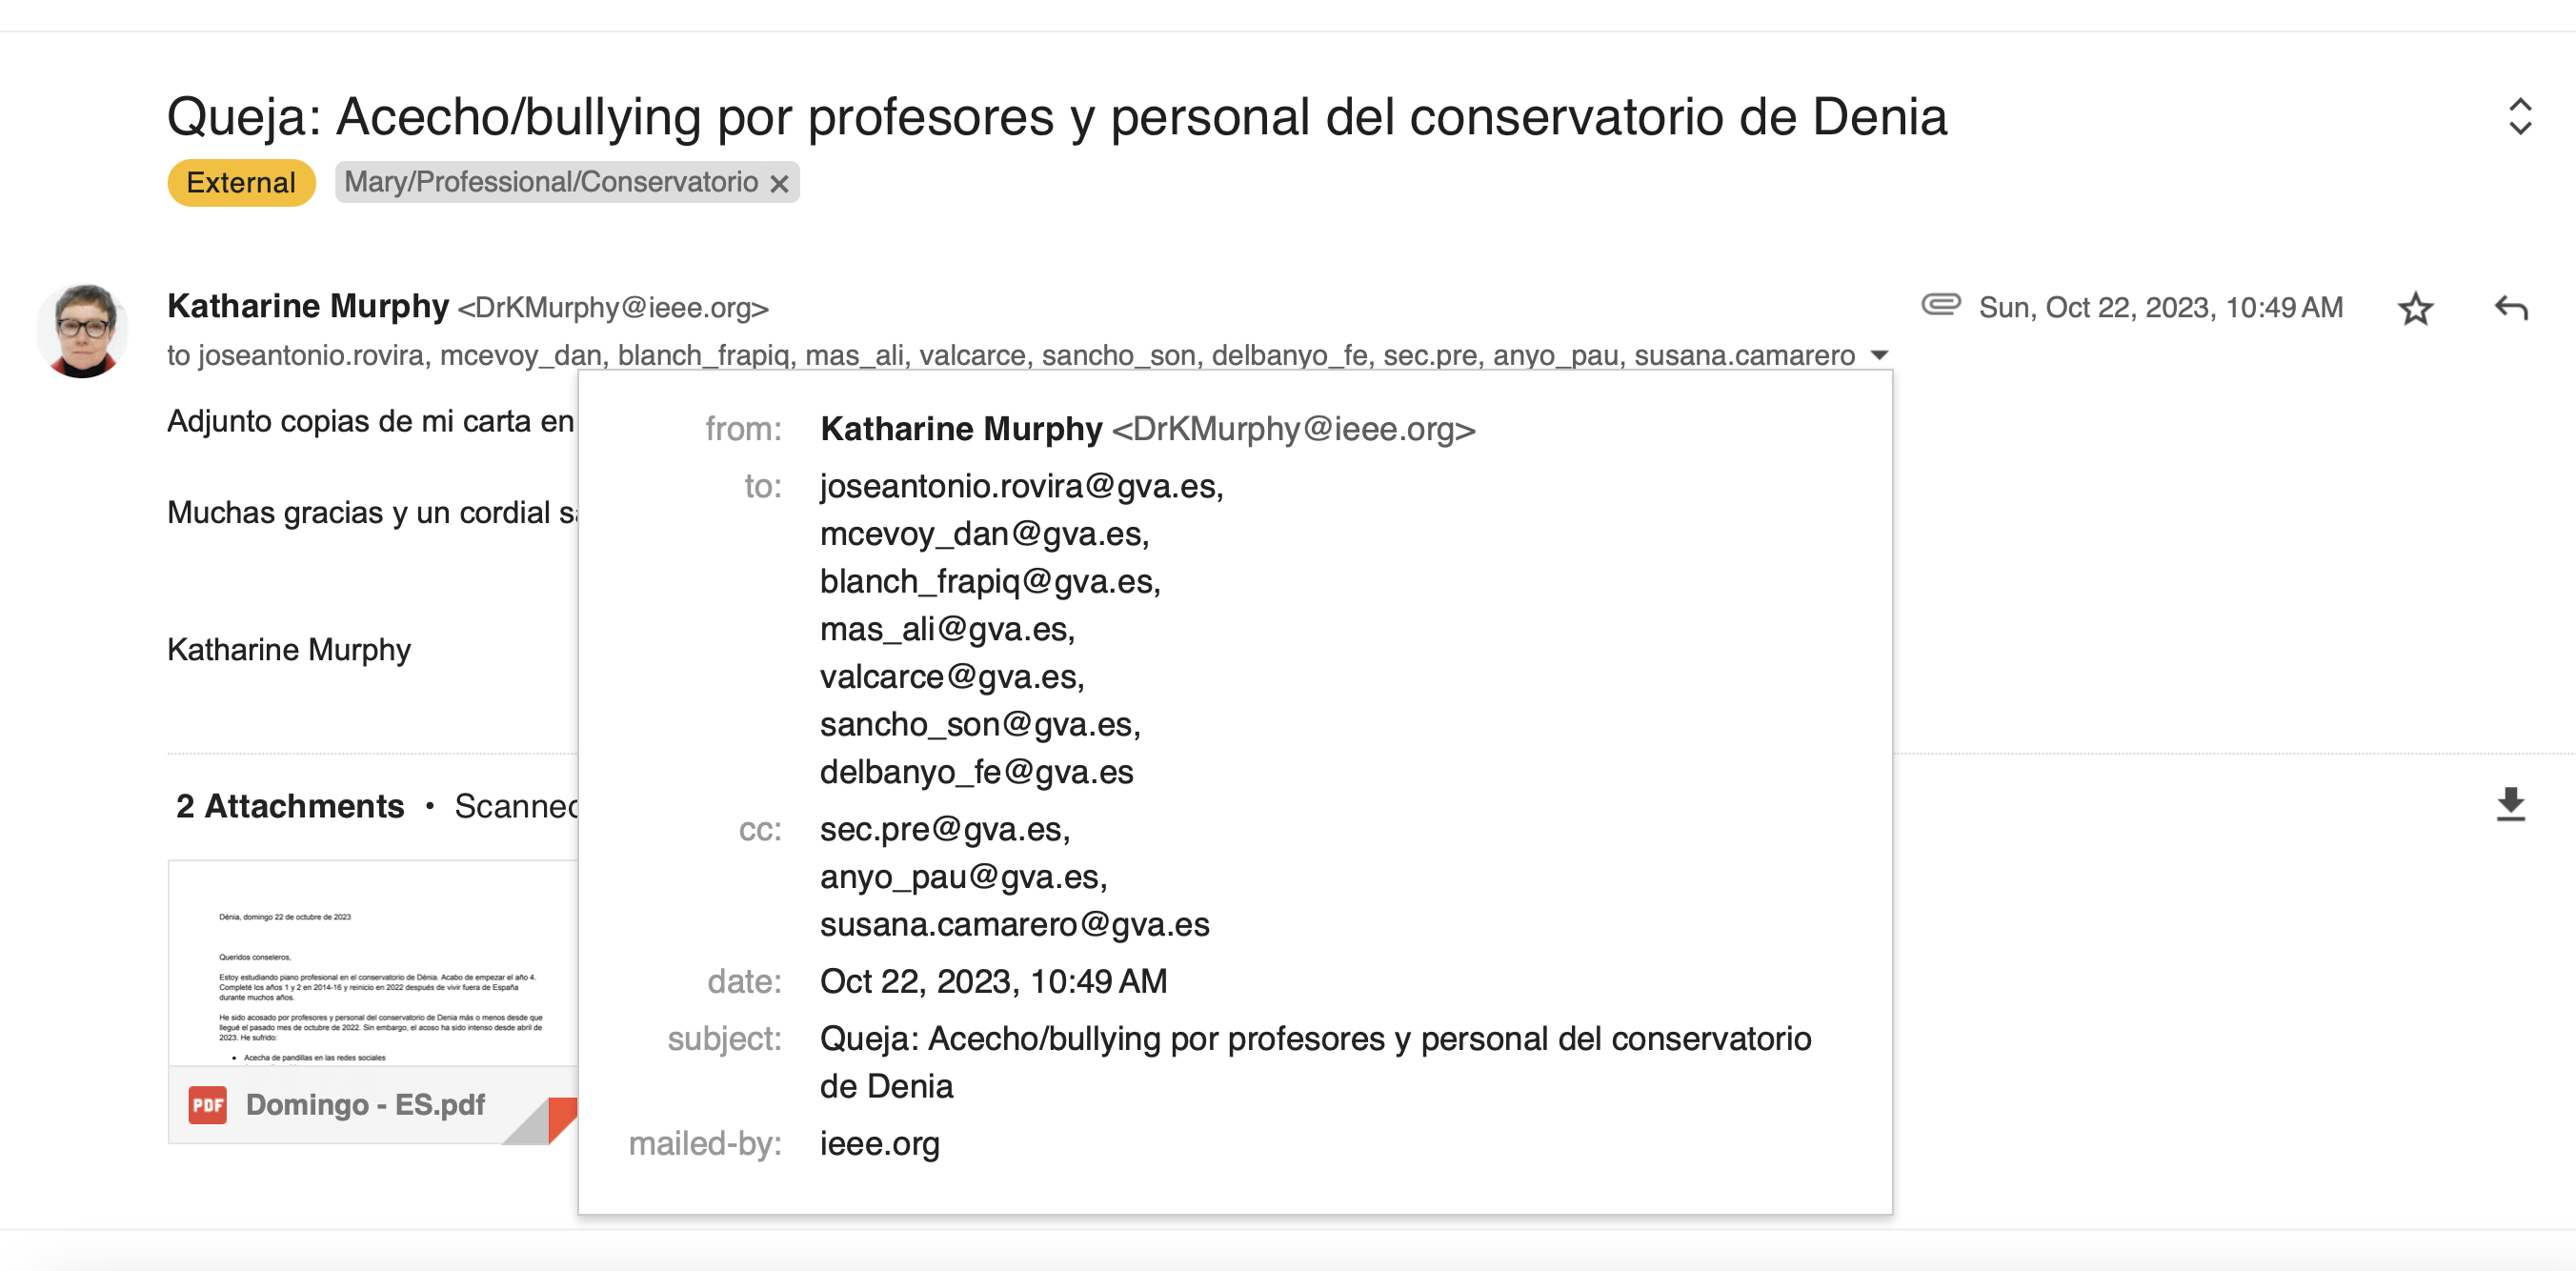 Queja: Acecho/bullying por profesores y personal del conservatorio de Denia
External
Mary/Professional/Conservatorio
Katharine Murphy <DrKMurphy@ieee.org>
Sun, Oct 22, 2023, 10:49 AM
to joseantonio.rovira, mcevoy_dan, blanch_frapiq, mas_ali, valcarce, sancho_son, delbanyo_fe, sec.pre, anyo_pau, susana.camarero
Adjunto copias de mi carta en
Muchas gracias y un cordial
Katharine Murphy
from: Katharine Murphy <DrKMurphy@ieee.org>
to: joseantonio.rovira@gva.es,
mcevoy_dan@gva.es,
blanch_frapiq@gva.es,
mas_ali@gva.es,
valcarce@gva.es,
sancho_son@gva.es,
delbanyo_fe@gva.es
cc: sec.pre@gva.es,
anyo_pau@gva.es,
susana.camarero@gva.es
date: Oct 22, 2023, 10:49 AM
subject: Queja: Acecho/bullying por profesores y personal del conservatorio
de Denia
mailed-by: ieee.org
2 Attachments •
Dénia, domingo 22 de octubre de 2023
Queridos conseleros,
Estoy estudiando piano profesional en el conservatorio de Dénia. Acabo de empezar el año 4.
Completé los años 1 y 2 en 2014-16 y reinicio en 2022 después de vivir fuera de España
durante muchos años.
He sido acosado por profesores y personal del conservatorio de Denia más o menos desde que
llegué el pasado mes de octubre de 2022. Sin embargo, el acoso ha sido intenso desde abril de
2023. He sufrido:
• Acecha de pandillas en las redes sociales
PDF Domingo - ES.pdf